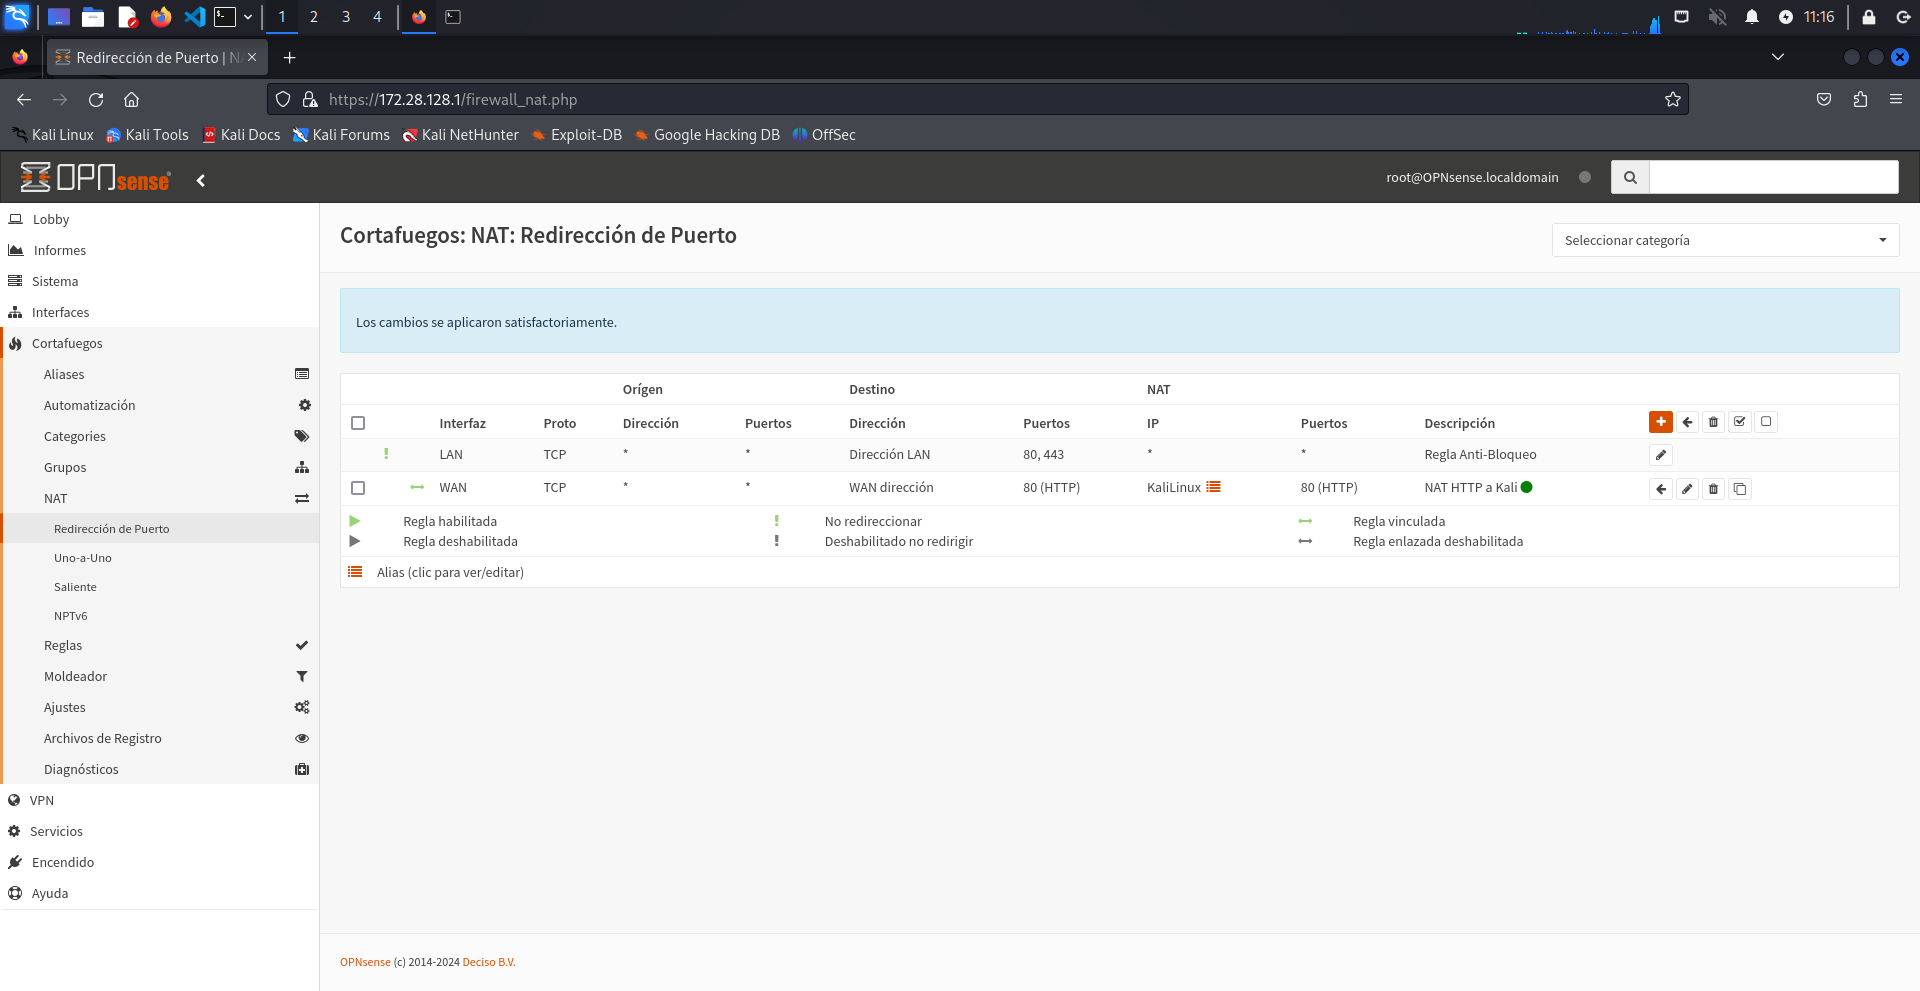 1 2 3 4 11:16
Redirección de Puerto | N
https://172.28.128.1/firewall_nat.php
Kali Linux Kali Tools Kali Docs Kali Forums Kali NetHunter Exploit-DB Google Hacking DB OffSec
OPNsense root@OPNsense.localdomain
Lobby
Informes
Sistema
Interfaces
Cortafuegos
Aliases
Automatización
Categories
Grupos
NAT
Redirección de Puerto
Uno-a-Uno
Saliente
NPTv6
Reglas
Moldeador
Ajustes
Archivos de Registro
Diagnósticos
VPN
Servicios
Encendido
Ayuda
Cortafuegos: NAT: Redirección de Puerto
Seleccionar categoría
Los cambios se aplicaron satisfactoriamente.
Orígen Destino NAT
Interfaz Proto Dirección Puertos Dirección Puertos IP Puertos Descripción
LAN TCP * * Dirección LAN 80, 443 * * Regla Anti-Bloqueo
WAN TCP * * WAN dirección 80 (HTTP) KaliLinux 80 (HTTP) NAT HTTP a Kali
Regla habilitada No redireccionar Regla vinculada
Regla deshabilitada Deshabilitado no redirigir Regla enlazada deshabilitada
Alias (clic para ver/editar)
OPNsense (c) 2014-2024 Deciso B.V.